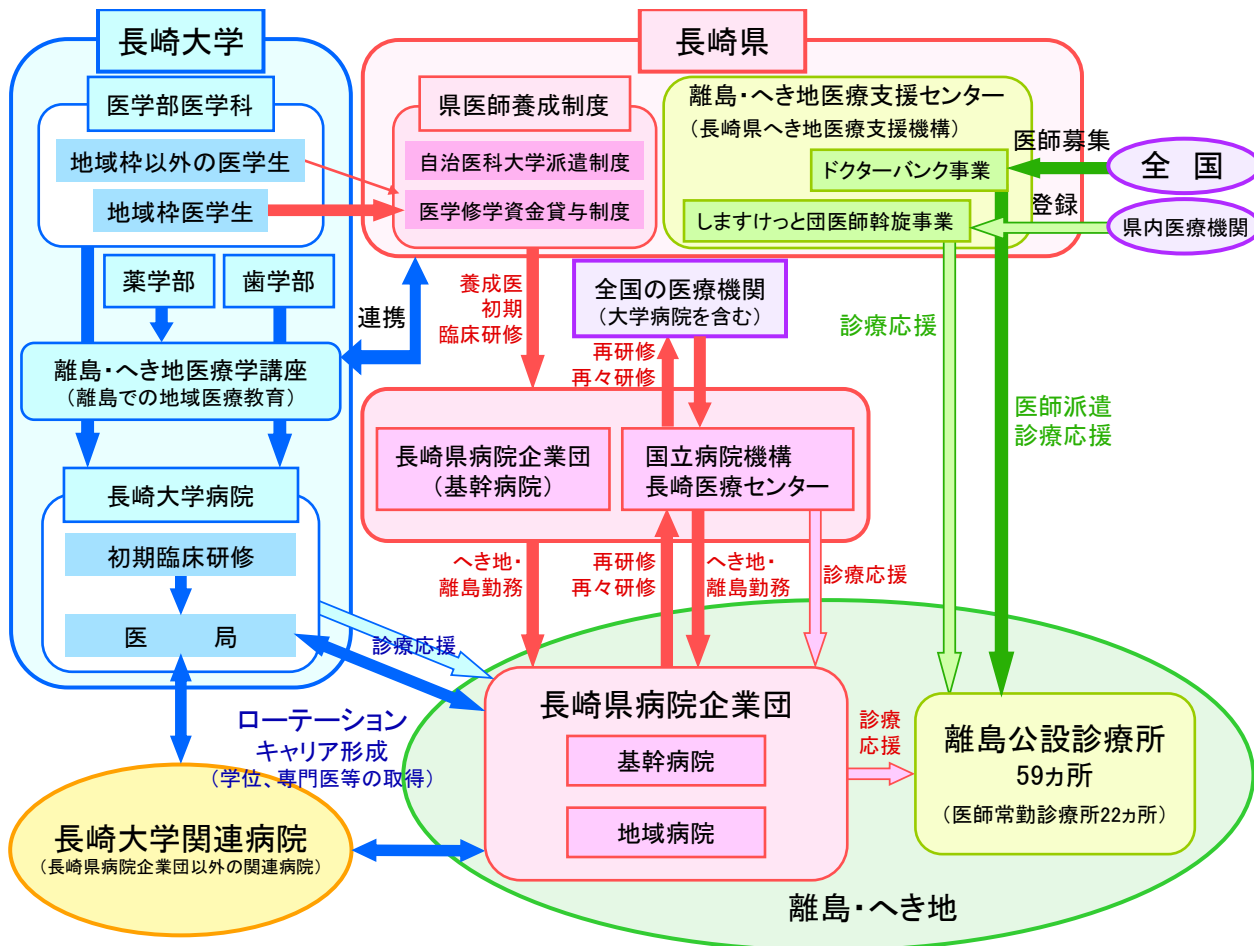 長崎大学
医学部医学科
地域枠以外の医学生
地域枠医学生
薬学部
歯学部
離島・へき地医療学講座
（離島での地域医療教育）
長崎大学病院
初期臨床研修
医　局
連携
長崎県
県医師養成制度
自治医科大学派遣制度
医学修学資金貸与制度
離島・へき地医療支援センター
（長崎県へき地医療支援機構）
ドクターバンク事業
しますけっと団医師斡旋事業
医師募集
全　国
登録
県内医療機関
養成医
初期
臨床研修
全国の医療機関
（大学病院を含む）
再研修
再々研修
診療応援
医師派遣
診療応援
長崎県病院企業団
（基幹病院）
国立病院機構
長崎医療センター
へき地・
離島勤務
再研修
再々研修
へき地・
離島勤務
診療応援
診療応援
ローテーション
キャリア形成
（学位、専門医等の取得）
長崎大学関連病院
（長崎県病院企業団以外の関連病院）
長崎県病院企業団
基幹病院
地域病院
診療
応援
離島公設診療所
59ヵ所
（医師常勤診療所22ヵ所）
離島・へき地